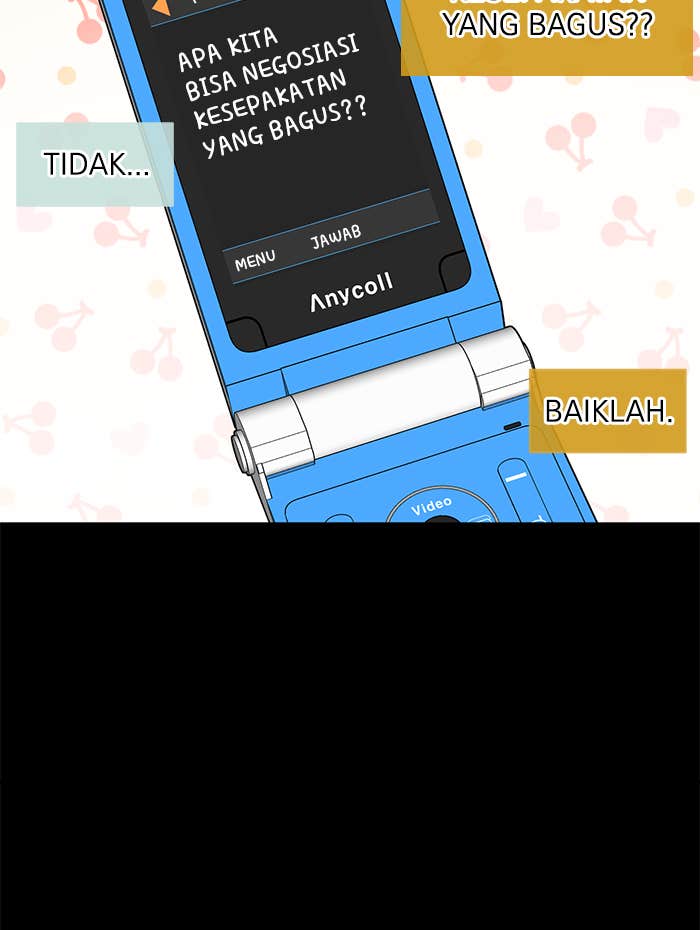 YANG BAGUS??
APA KITA
BISA NEGOSIASI
KESEPAKATAN
YANG BAGUS??
TIDAK...
MENU
JAWAB
Anycoll
BAIKLAH.
Video